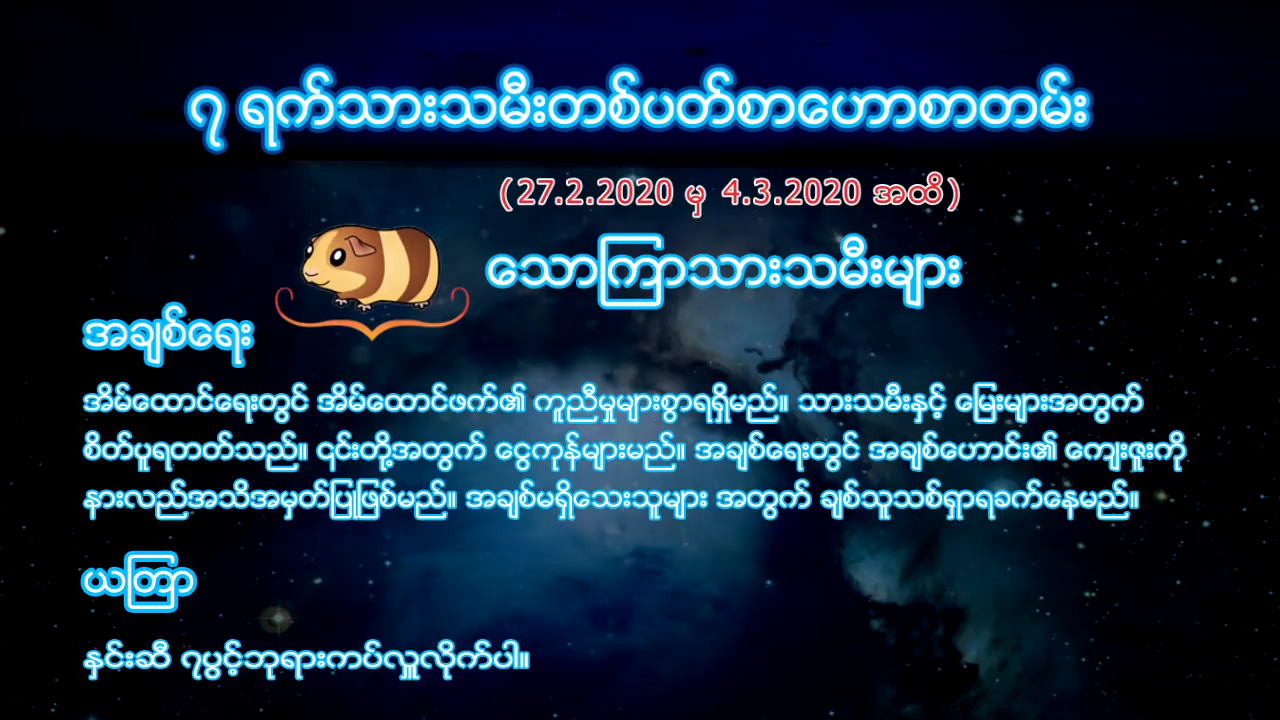 ၇ ရက်သားသမီးတစ်ပတ်စာဟောစာတမ်း
(27.2.2020 မှ 4.3.2020 အထိ)
သောကြာသားသမီးများ
အချစ်ရေး
အိမ်ထောင်ရေးတွင် အိမ်ထောင်ဖက်၏ ကူညီမှုများစွာရရှိမည်။ သားသမီးနှင့် မြေးများအတွက်
စိတ်ပူရတတ်သည်။ ၎င်းတို့အတွက် ငွေကုန်များမည်။ အချစ်ရေးတွင် အချစ်ဟောင်း၏ ကျေးဇူးကို
နားလည်အသိအမှတ်ပြုဖြစ်မည်။ အချစ်မရှိသေးသူများ အတွက် ချစ်သူသစ်ရှာရခက်နေမည်။
ယတြာ
နှင်းဆီ ၇ပွင့်ဘုရားကပ်လှူလိုက်ပါ။